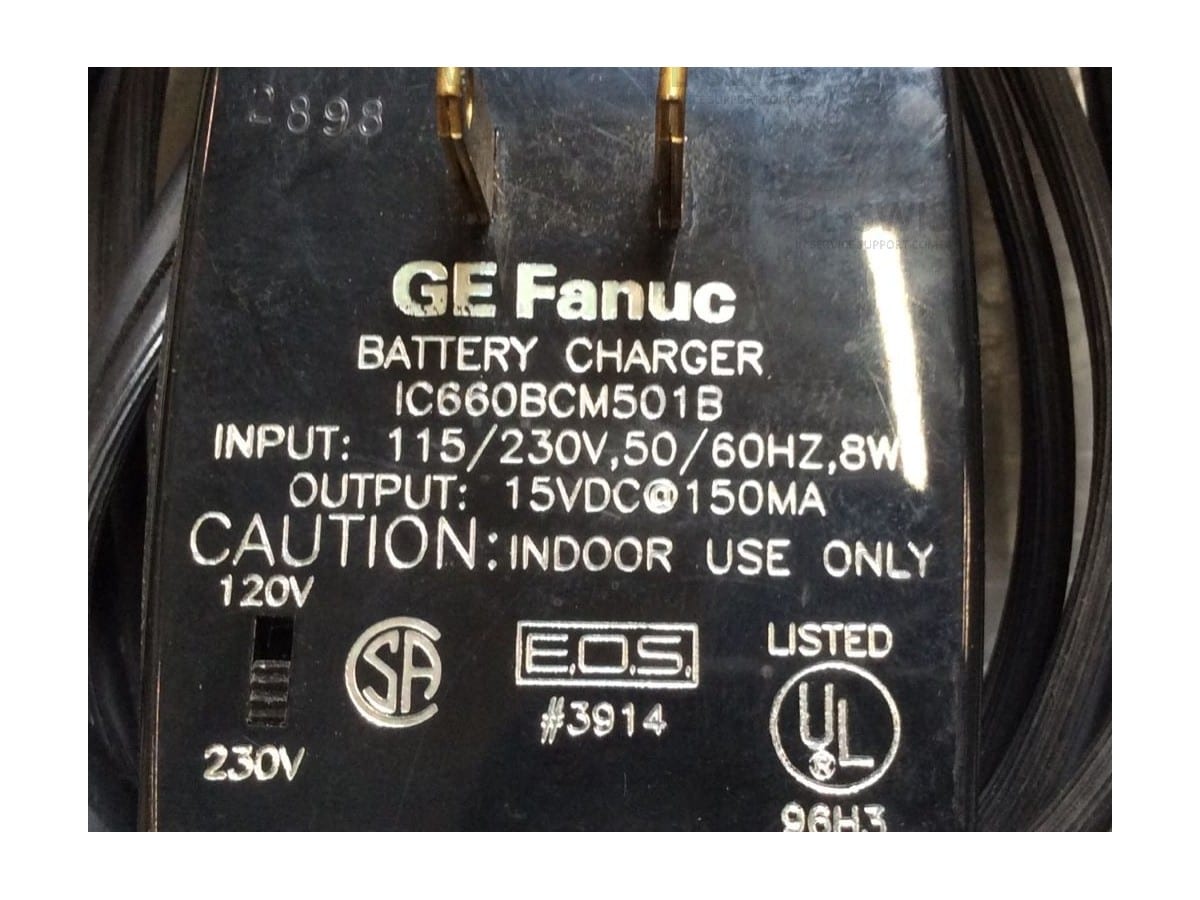 2898
GE Fanuc
BATTERY CHARGER
IC660BCM501B
INPUT: 115/230V,50/60HZ,8W
OUTPUT: 15VDC@150MA
CAUTION: INDOOR USE ONLY
120V
230V
SA
E.O.S.
#3914
LISTED
UL
®
96H3